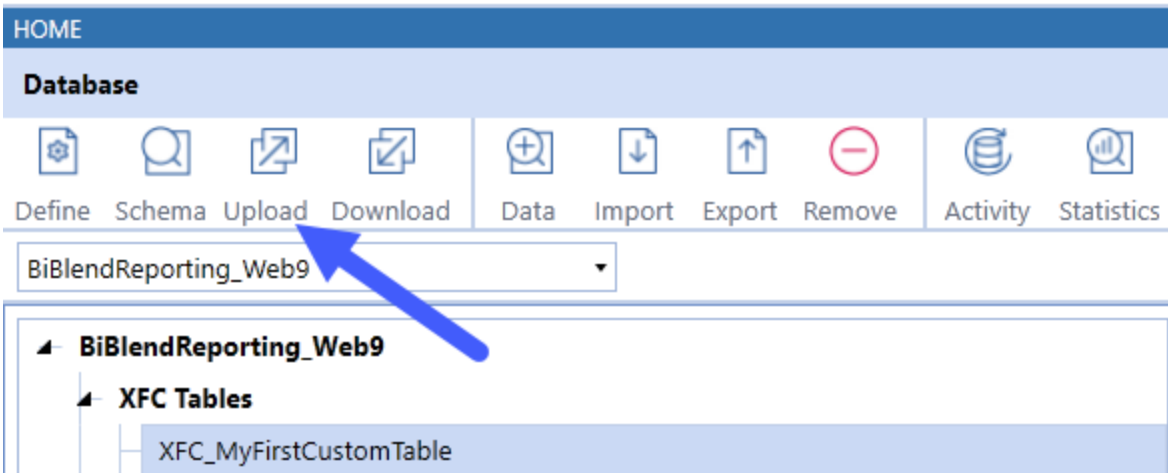 HOME
Database
Define Schema Upload Download Data Import Export Remove Activity Statistics
BiBlendReporting_Web9
BiBlendReporting_Web9
XFC Tables
XFC_MyFirstCustomTable